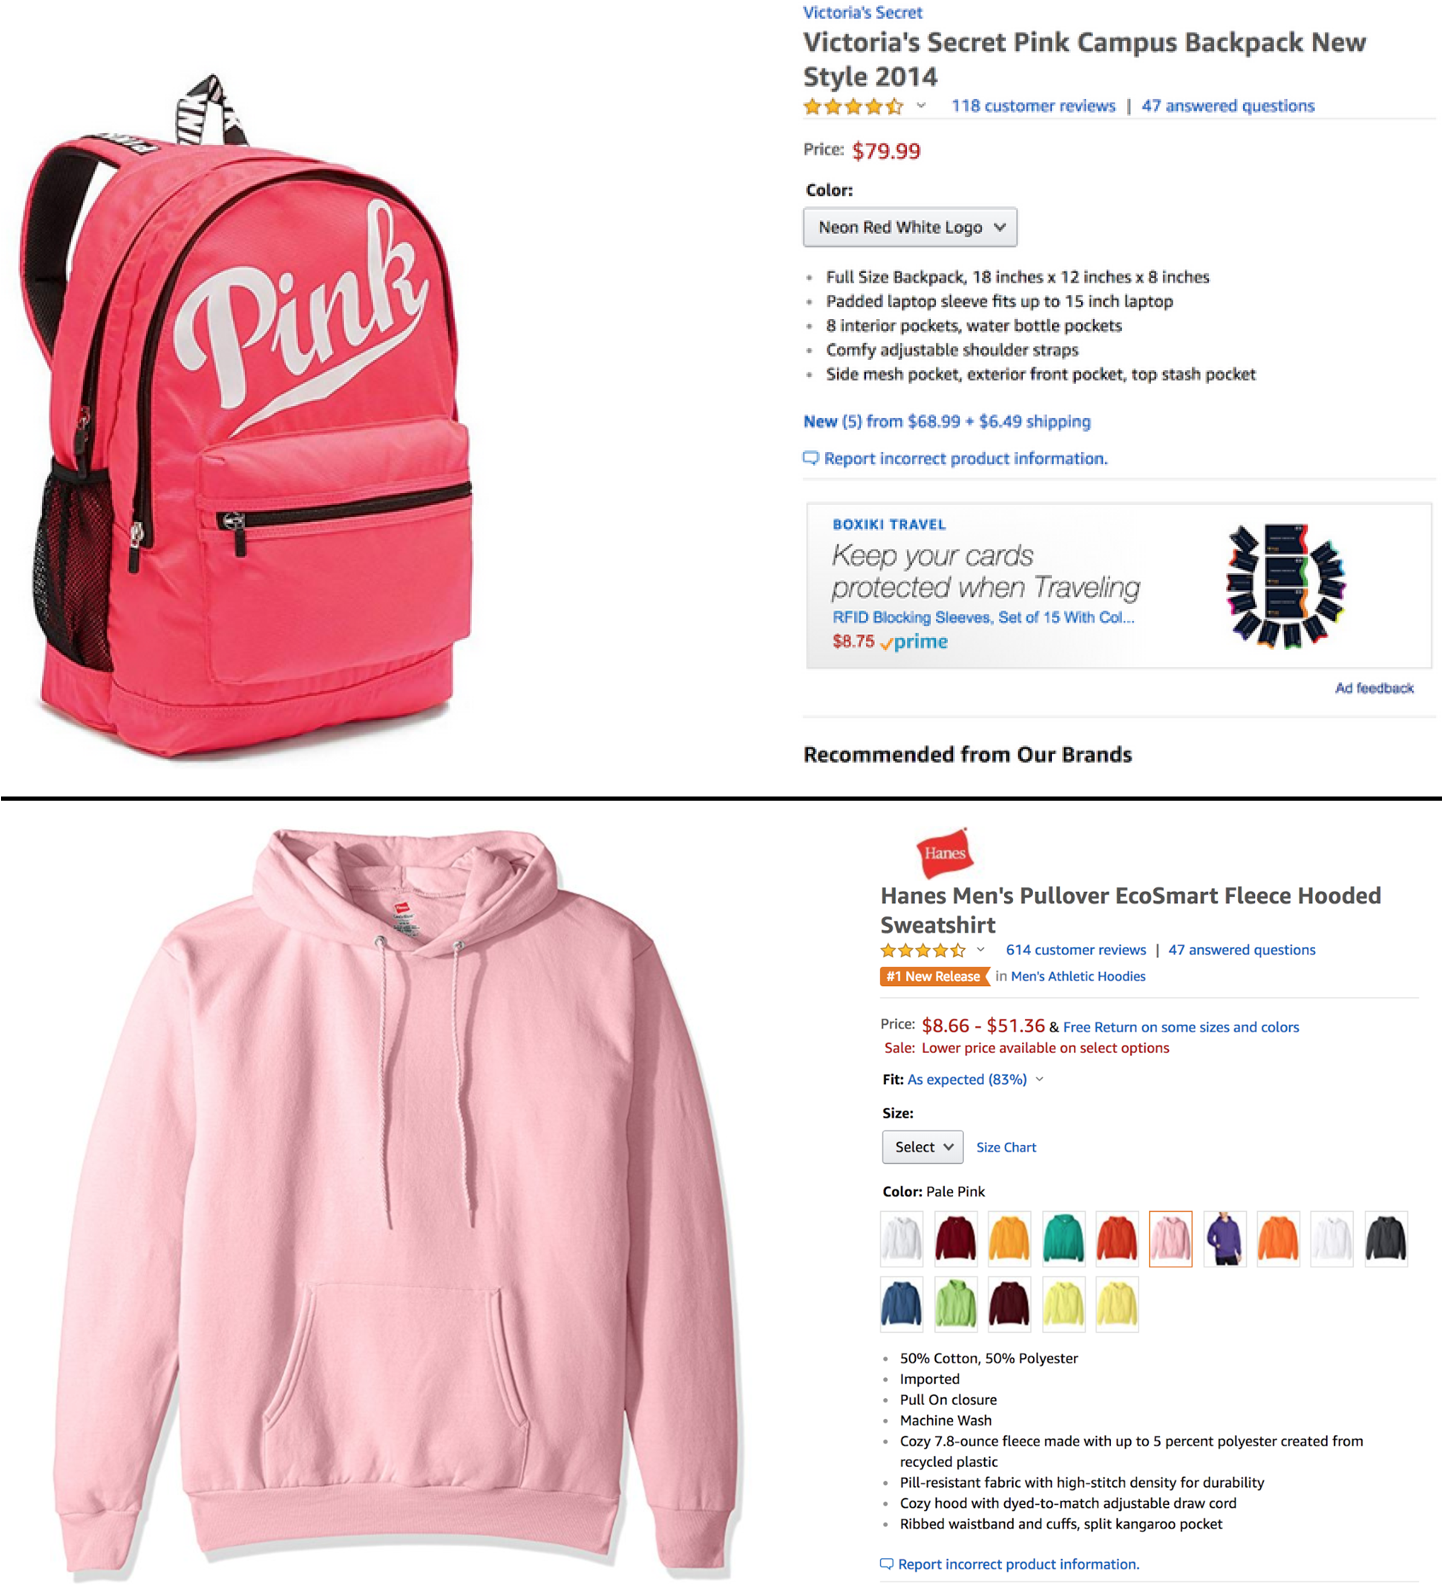 PINK
PINK
Pink
Victoria's Secret
Victoria's Secret Pink Campus Backpack New
Style 2014
118 customer reviews | 47 answered questions
Price: $79.99
Color:
Neon Red White Logo
• Full Size Backpack, 18 inches x 12 inches x 8 inches
• Padded laptop sleeve fits up to 15 inch laptop
• 8 interior pockets, water bottle pockets
• Comfy adjustable shoulder straps
• Side mesh pocket, exterior front pocket, top stash pocket
New (5) from $68.99 + $6.49 shipping
Report incorrect product information.
BOXIKI TRAVEL
Keep your cards
protected when Traveling
RFID Blocking Sleeves, Set of 15 With Col...
$8.75 prime
Ad feedback
Recommended from Our Brands
Hanes
Hanes
Hanes Men's Pullover EcoSmart Fleece Hooded
Sweatshirt
614 customer reviews | 47 answered questions
#1 New Release in Men's Athletic Hoodies
Price: $8.66 - $51.36 & Free Return on some sizes and colors
Sale: Lower price available on select options
Fit: As expected (83%)
Size:
Select Size Chart
Color: Pale Pink
• 50% Cotton, 50% Polyester
• Imported
• Pull On closure
• Machine Wash
• Cozy 7.8-ounce fleece made with up to 5 percent polyester created from
recycled plastic
• Pill-resistant fabric with high-stitch density for durability
• Cozy hood with dyed-to-match adjustable draw cord
• Ribbed waistband and cuffs, split kangaroo pocket
Report incorrect product information.